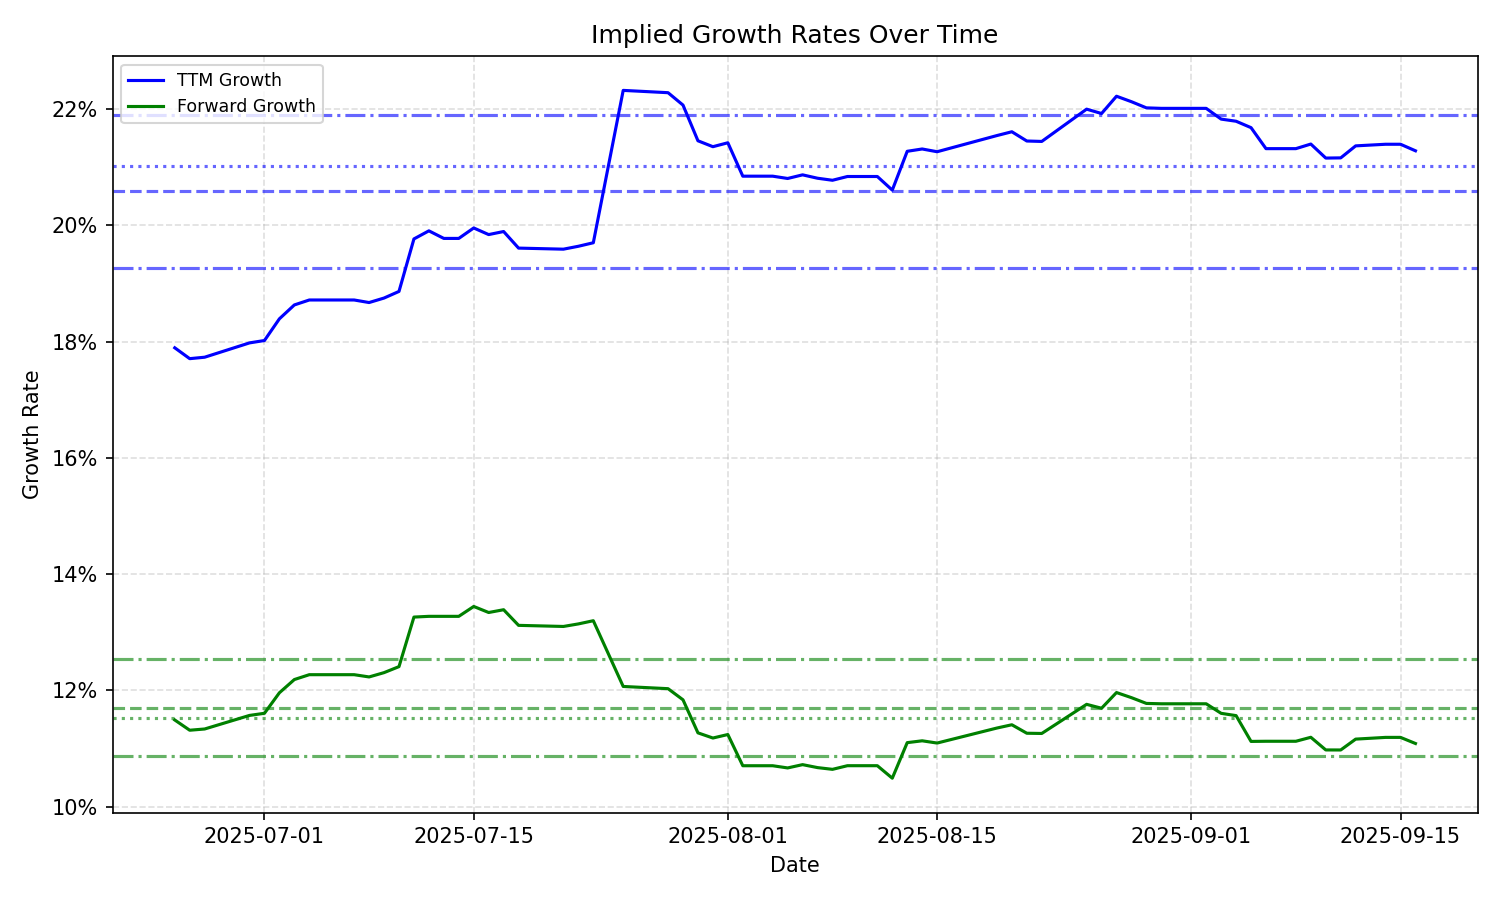 Implied Growth Rates Over Time
TTM Growth
Forward Growth
22%
20%
18%
16%
14%
12%
10%
Growth Rate
2025-07-01
2025-07-15
2025-08-01
2025-08-15
2025-09-01
2025-09-15
Date